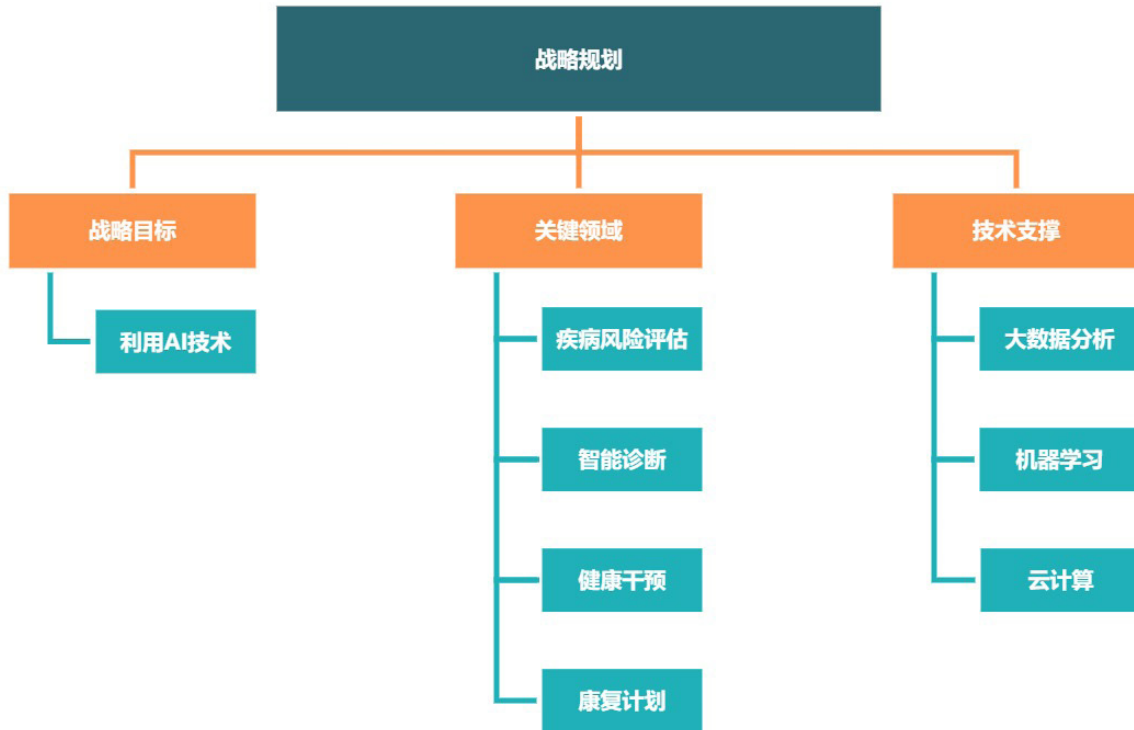 战略规划
战略目标
利用AI技术
关键领域
疾病风险评估
智能诊断
健康干预
康复计划
技术支撑
大数据分析
机器学习
云计算